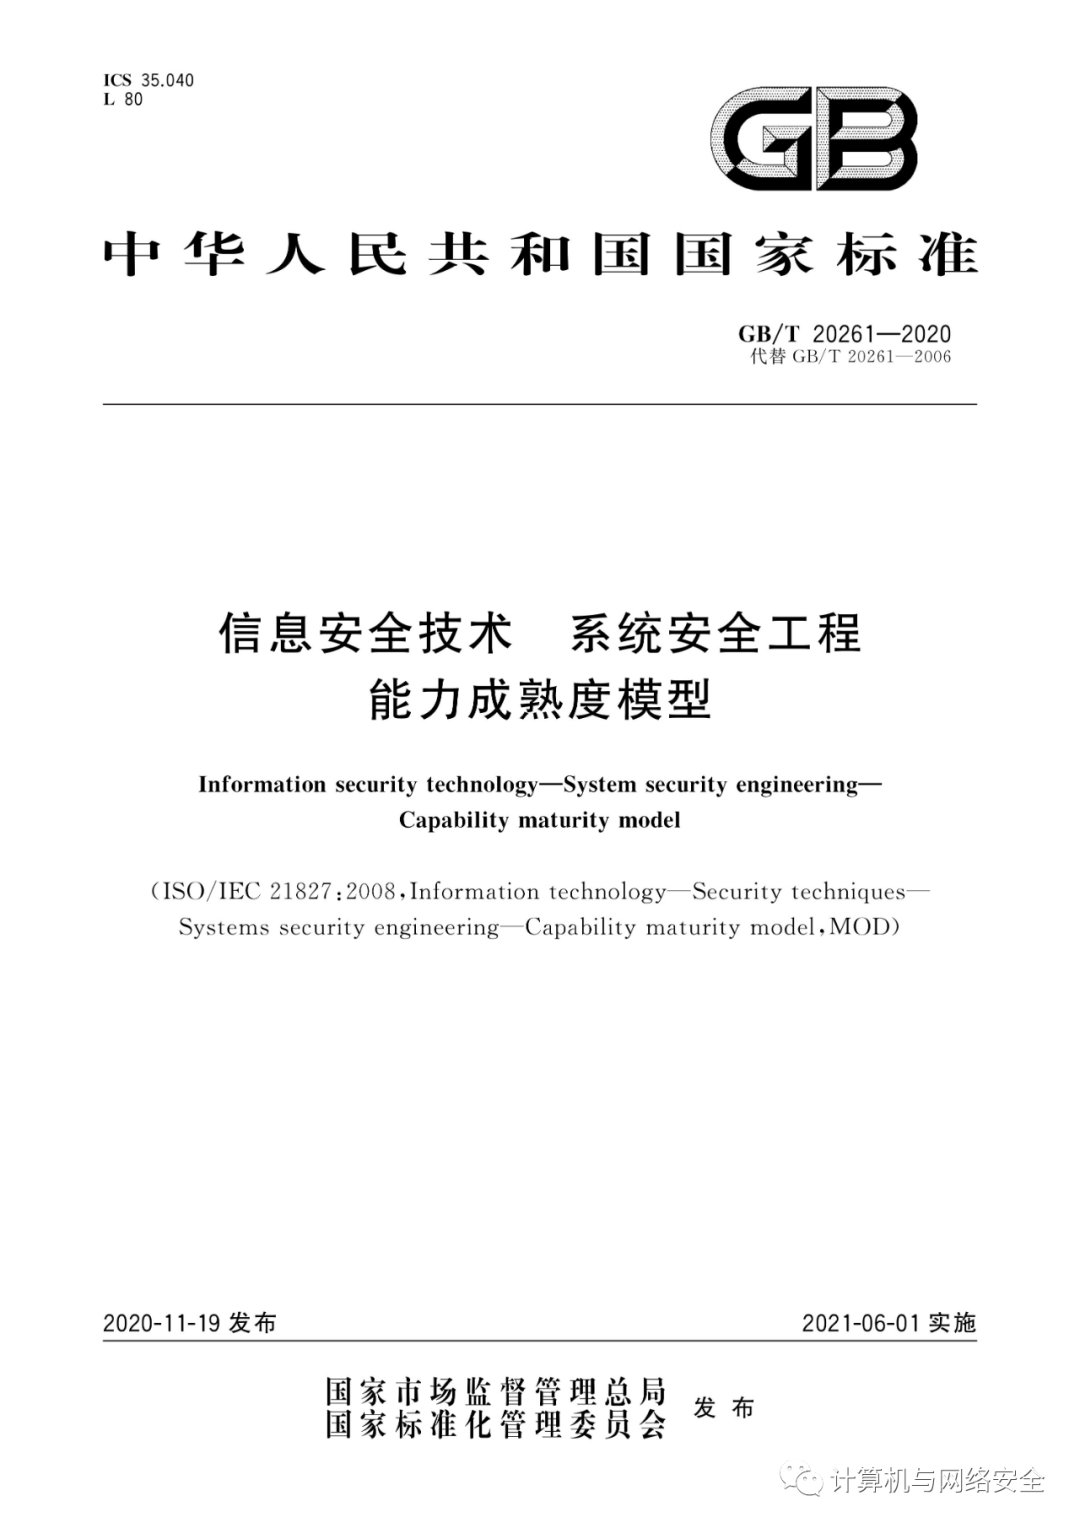 ICS 35.040
L 80
GB
中华人民共和国国家标准
GB/T 20261—2020
代替 GB/T 20261—2006
信息安全技术　系统安全工程
能力成熟度模型
Information security technology—System security engineering—
Capability maturity model
(ISO/IEC 21827:2008,Information technology—Security techniques—
Systems security engineering—Capability maturity model,MOD)
2020-11-19 发布
2021-06-01 实施
国家市场监督管理总局
国家标准化管理委员会
发布
计算机与网络安全